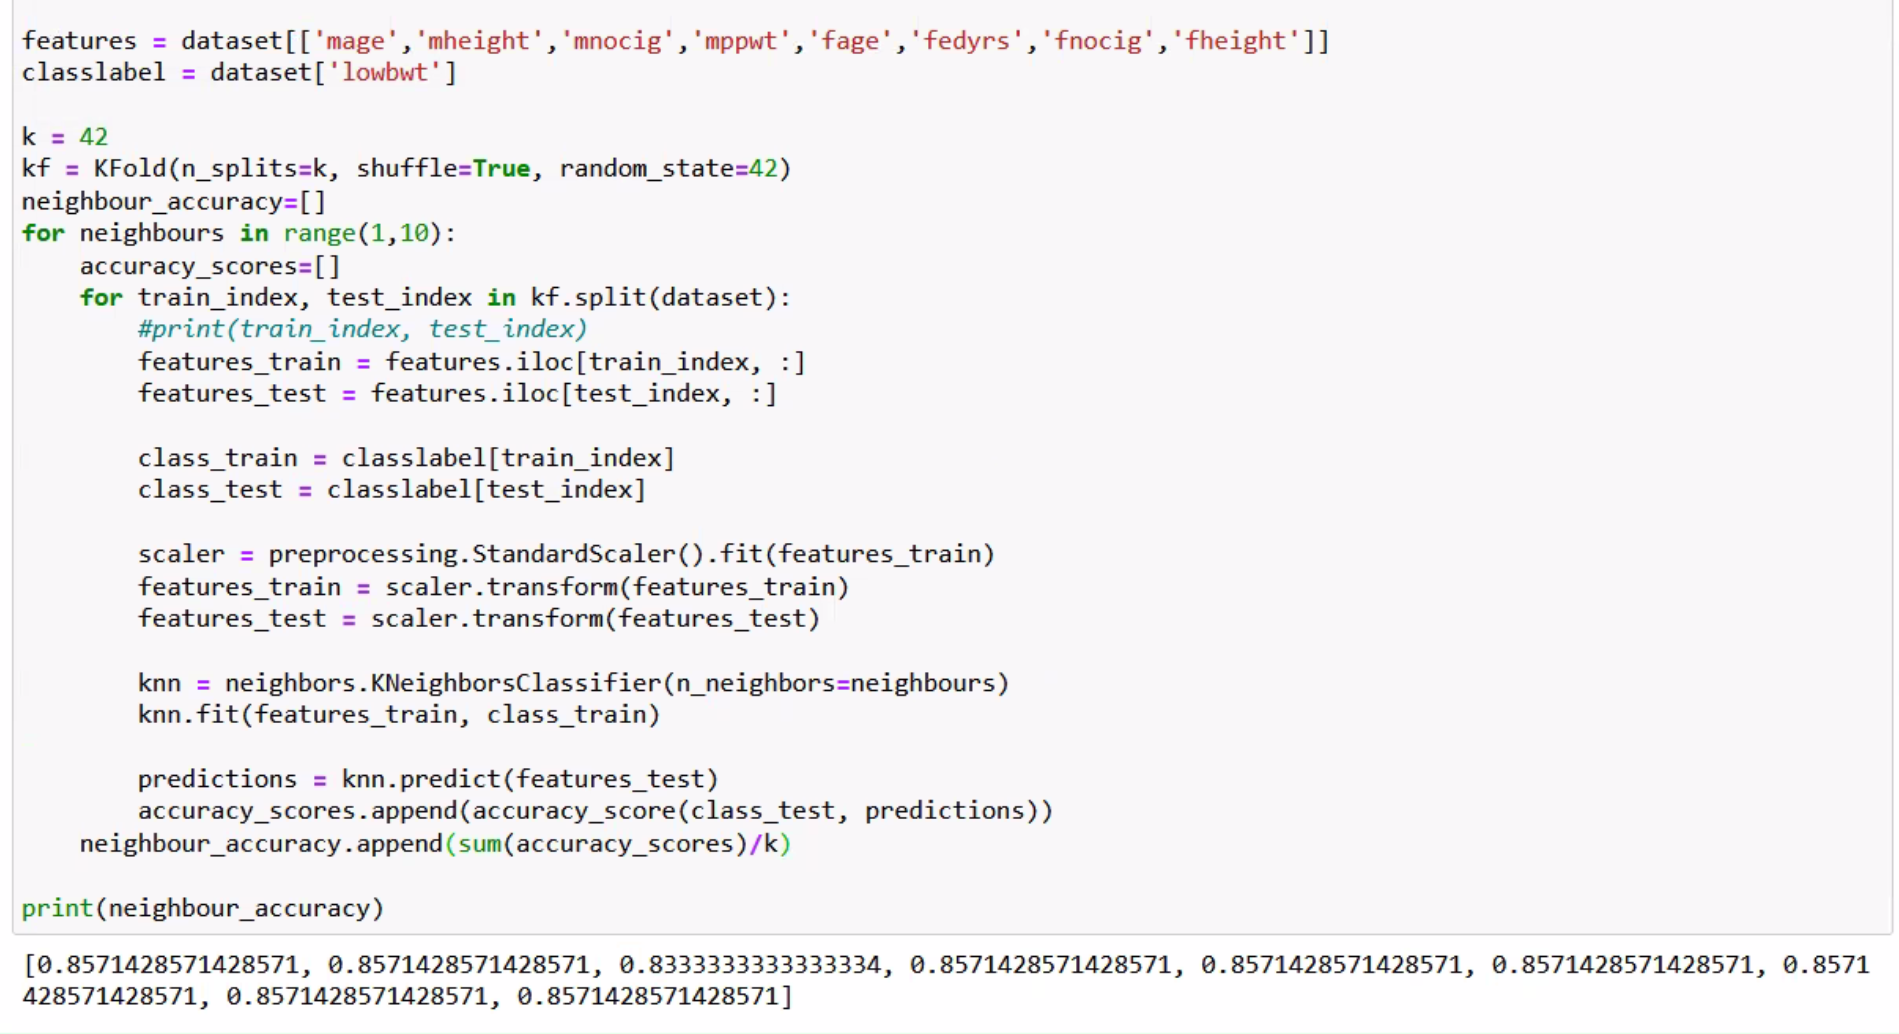 features = dataset[['mage','mheight','mnocig','mppwt','fage','fedyrs','fnocig','fheight']]
classlabel = dataset['lowbwt']
k = 42
kf = KFold(n_splits=k, shuffle=True, random_state=42)
neighbour_accuracy=[]
for neighbours in range(1,10):
    accuracy_scores=[]
    for train_index, test_index in kf.split(dataset):
        #print(train_index, test_index)
        features_train = features.iloc[train_index, :]
        features_test = features.iloc[test_index, :]
        class_train = classlabel[train_index]
        class_test = classlabel[test_index]
        scaler = preprocessing.StandardScaler().fit(features_train)
        features_train = scaler.transform(features_train)
        features_test = scaler.transform(features_test)
        knn = neighbors.KNeighborsClassifier(n_neighbors=neighbours)
        knn.fit(features_train, class_train)
        predictions = knn.predict(features_test)
        accuracy_scores.append(accuracy_score(class_test, predictions))
    neighbour_accuracy.append(sum(accuracy_scores)/k)
print(neighbour_accuracy)
[0.8571428571428571, 0.8571428571428571, 0.8333333333333334, 0.8571428571428571, 0.8571428571428571, 0.8571428571428571, 0.8571
428571428571, 0.8571428571428571, 0.8571428571428571]